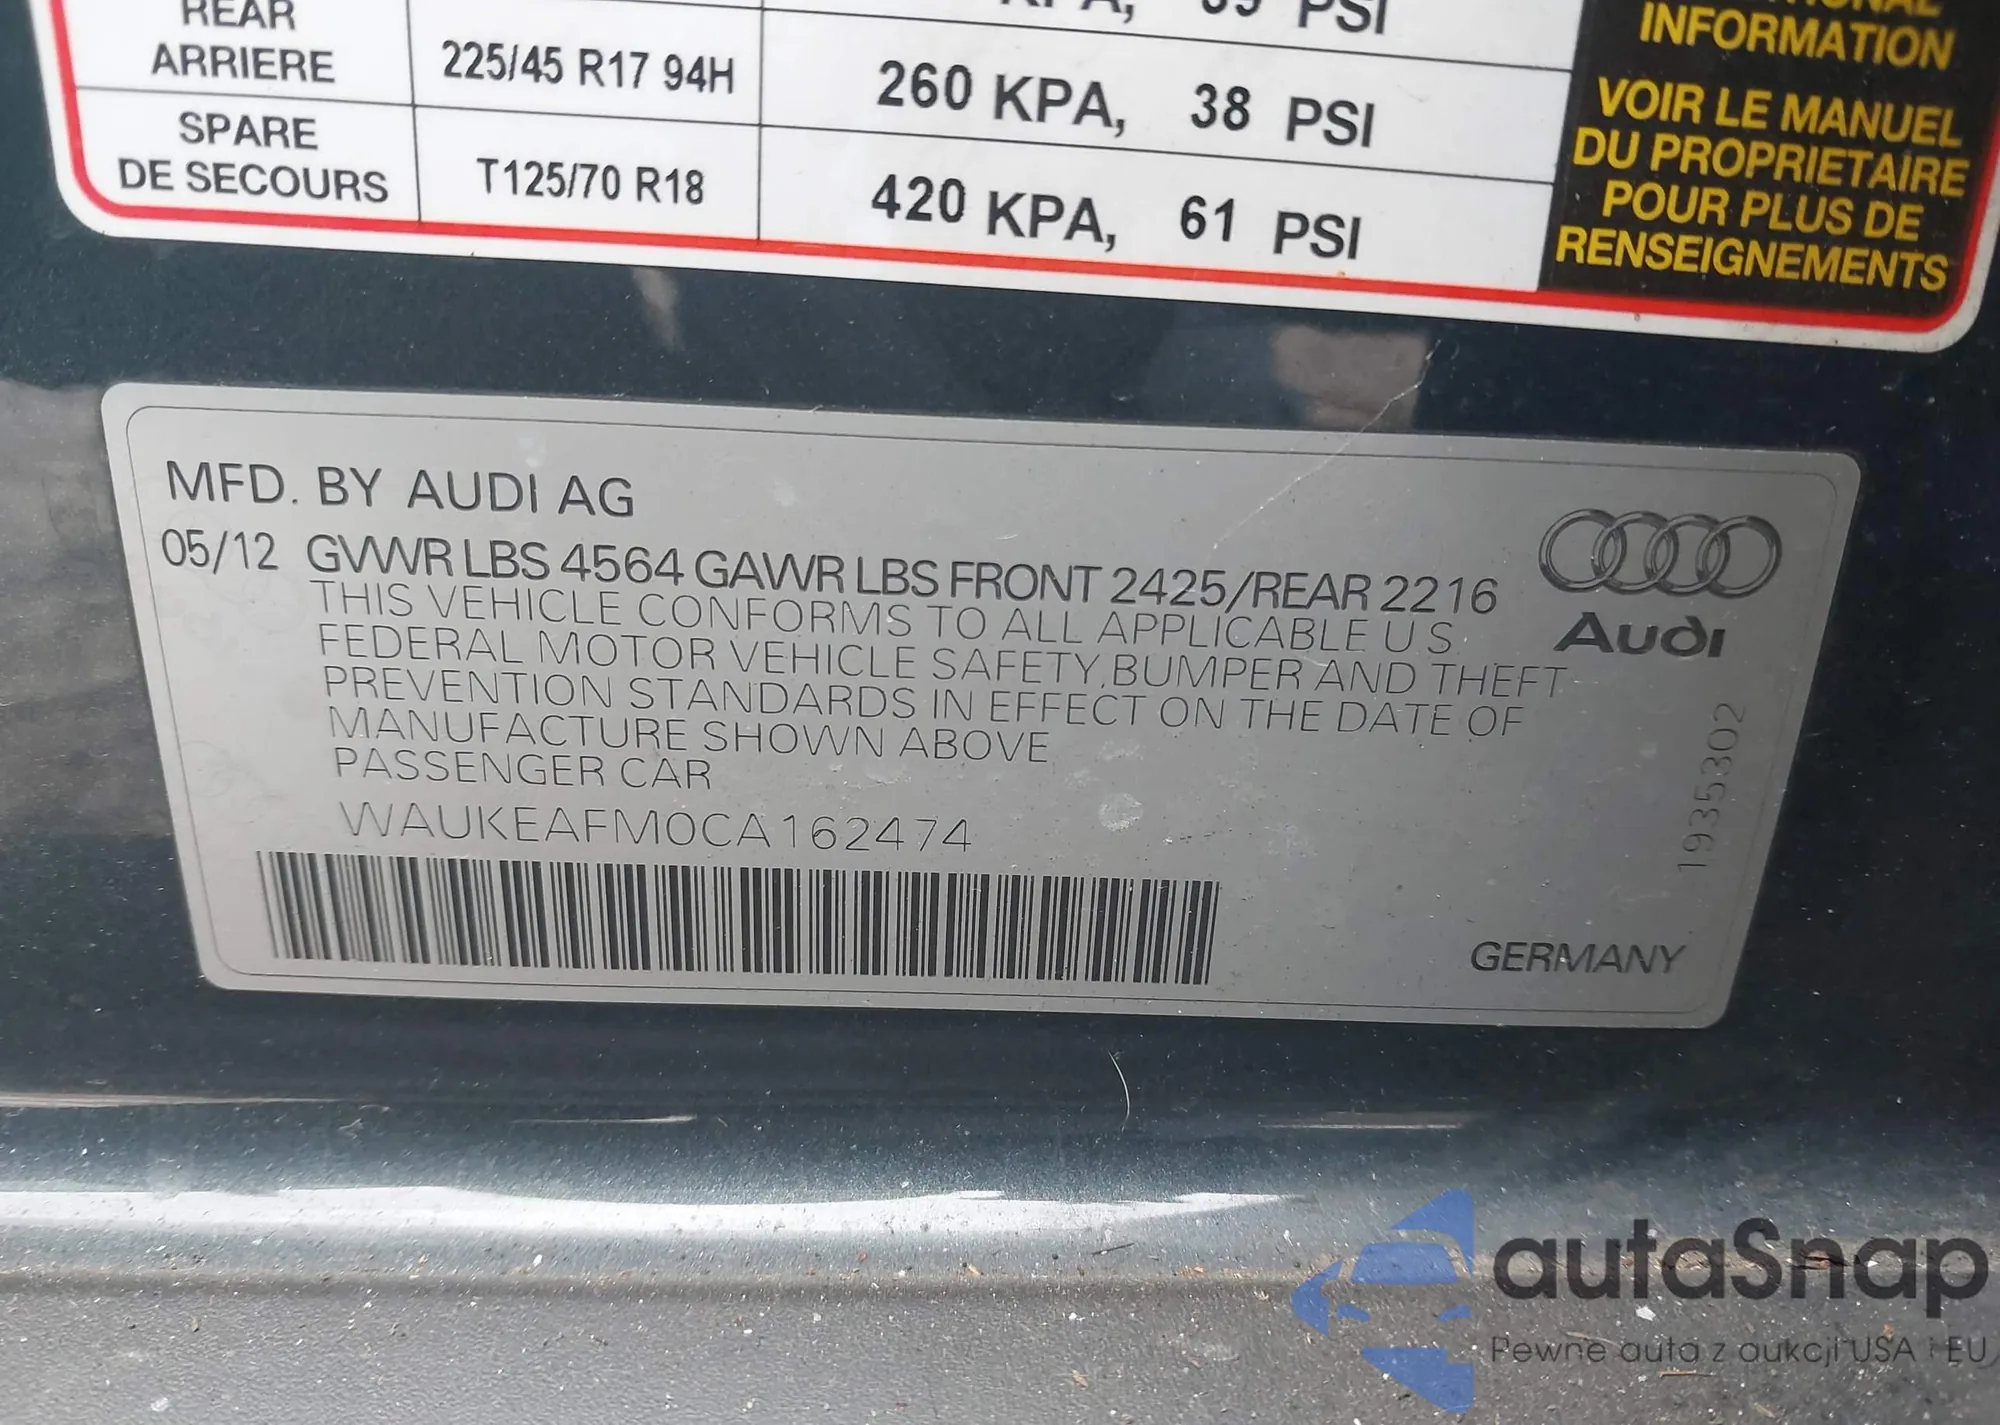 REAR
ARRIERE
225/45 R17 94H
260 KPA, 38 PSI
SPARE
DE SECOURS
T125/70 R18
420 KPA, 61 PSI
INFORMATION
VOIR LE MANUEL
DU PROPRIETAIRE
POUR PLUS DE
RENSEIGNEMENTS
MFD. BY AUDI AG
05/12 GVWR LBS 4564 GAWR LBS FRONT 2425/REAR 2216
THIS VEHICLE CONFORMS TO ALL APPLICABLE U.S.
FEDERAL MOTOR VEHICLE SAFETY, BUMPER AND THEFT
PREVENTION STANDARDS IN EFFECT ON THE DATE OF
MANUFACTURE SHOWN ABOVE
PASSENGER CAR
WAUKEAFM0CA162474
Audi
1935302
GERMANY
autaSnap
Pewne auta z aukcji USA i EU